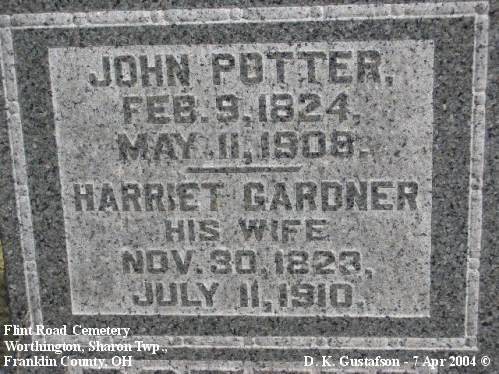 JOHN POTTER,
FEB. 9, 1824,
MAY. 11, 1908.
HARRIET GARDNER
HIS WIFE
NOV. 30, 1823,
JULY 11, 1910.
Flint Road Cemetery
Worthington, Sharon Twp.,
Franklin County, OH
D. K. Gustafson - 7 Apr 2004 ©